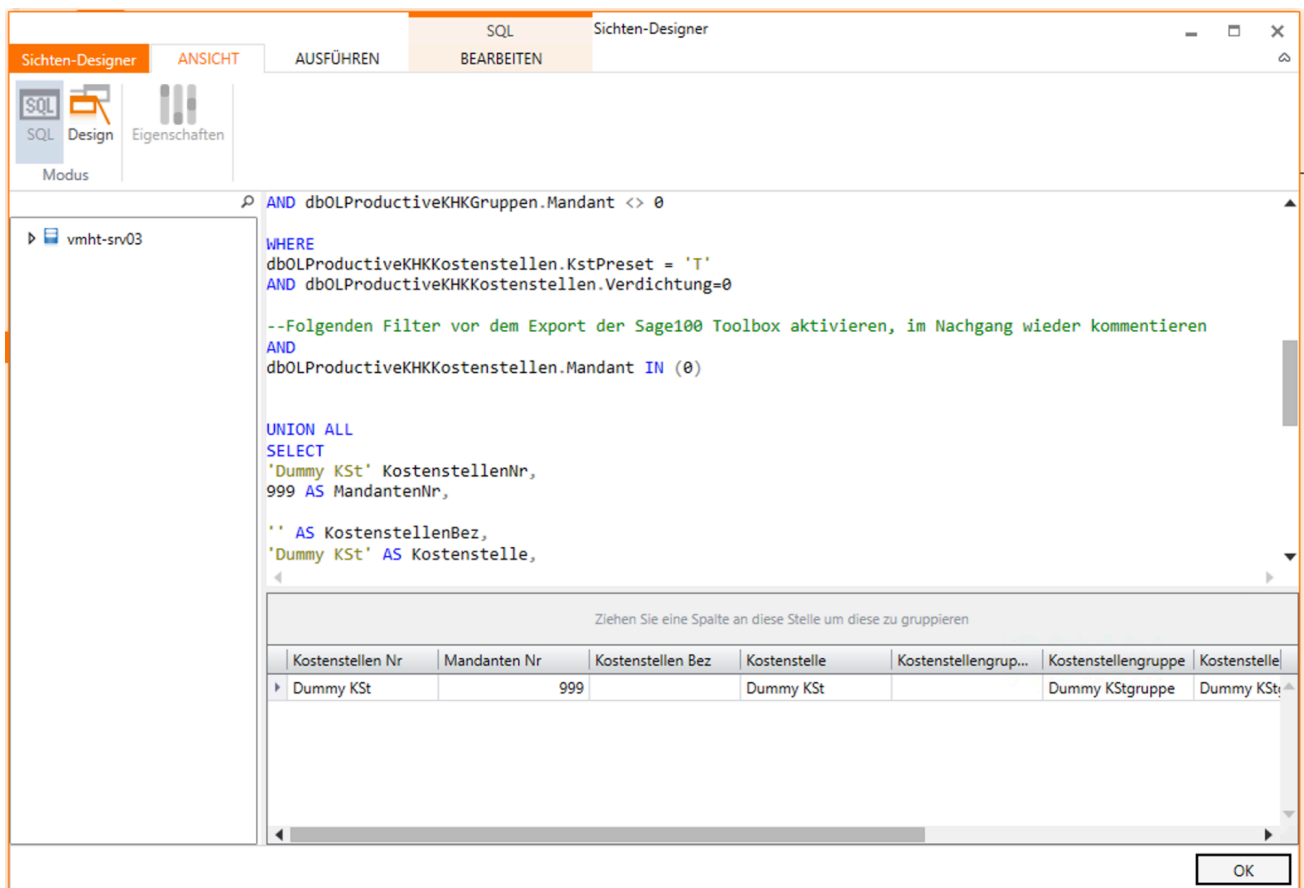 SQL
Sichten-Designer
Sichten-Designer
ANSICHT
AUSFÜHREN
BEARBEITEN
SQL
SQL
Design
Eigenschaften
Modus
vmht-srv03
AND dbOLProductiveKHKGruppen.Mandant <> 0
WHERE
dbOLProductiveKHKKostenstellen.KstPreset = 'T'
AND dbOLProductiveKHKKostenstellen.Verdichtung=0
--Folgenden Filter vor dem Export der Sage100 Toolbox aktivieren, im Nachgang wieder kommentieren
AND
dbOLProductiveKHKKostenstellen.Mandant IN (0)
UNION ALL
SELECT
'Dummy KSt' KostenstellenNr,
999 AS MandantenNr,
'' AS KostenstellenBez,
'Dummy KSt' AS Kostenstelle,
Ziehen Sie eine Spalte an diese Stelle um diese zu gruppieren
Kostenstellen Nr Mandanten Nr Kostenstellen Bez Kostenstelle Kostenstellengrup... Kostenstellengruppe Kostenstelle
Dummy KSt 999 Dummy KSt Dummy KStgruppe Dummy KSt
OK